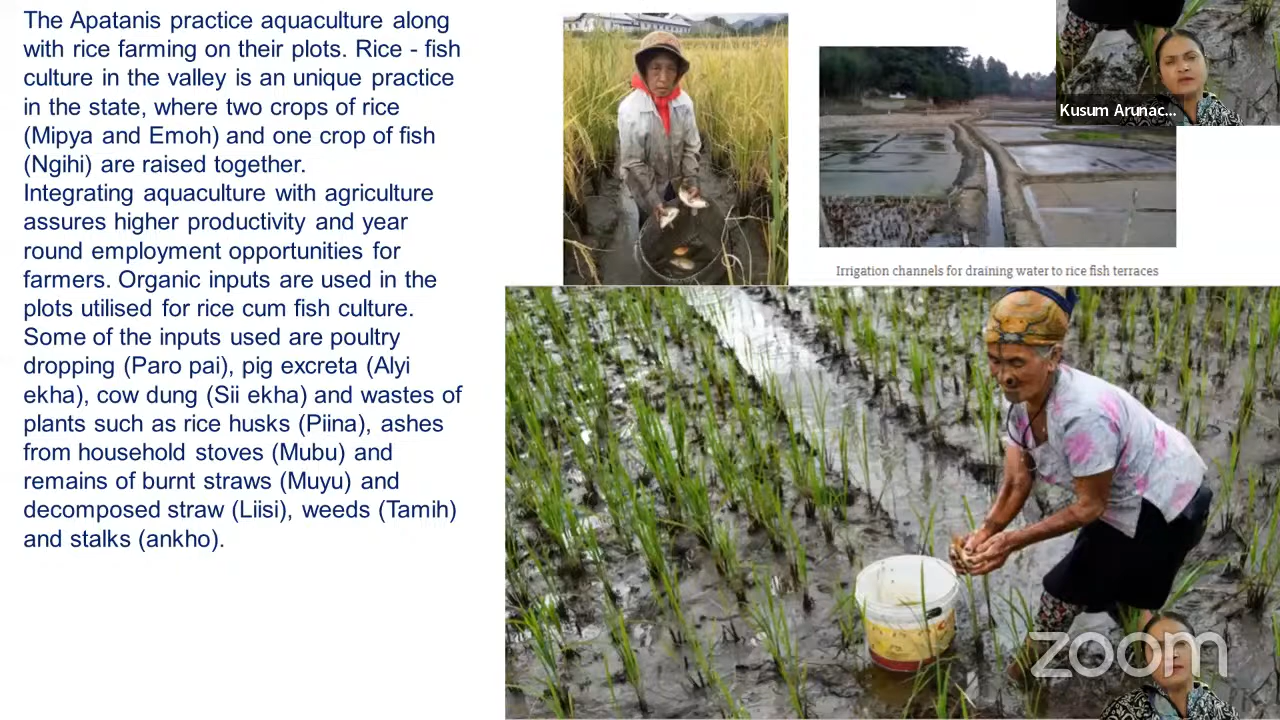 The Apatanis practice aquaculture along
with rice farming on their plots. Rice - fish
culture in the valley is an unique practice
in the state, where two crops of rice
(Mipya and Emoh) and one crop of fish
(Ngihi) are raised together.
Integrating aquaculture with agriculture
assures higher productivity and year
round employment opportunities for
farmers. Organic inputs are used in the
plots utilised for rice cum fish culture.
Some of the inputs used are poultry
dropping (Paro pai), pig excreta (Alyi
ekha), cow dung (Sii ekha) and wastes of
plants such as rice husks (Piina), ashes
from household stoves (Mubu) and
remains of burnt straws (Muyu) and
decomposed straw (Liisi), weeds (Tamih)
and stalks (ankho).
Kusum Arunac...
Irrigation channels for draining water to rice fish terraces
zoom